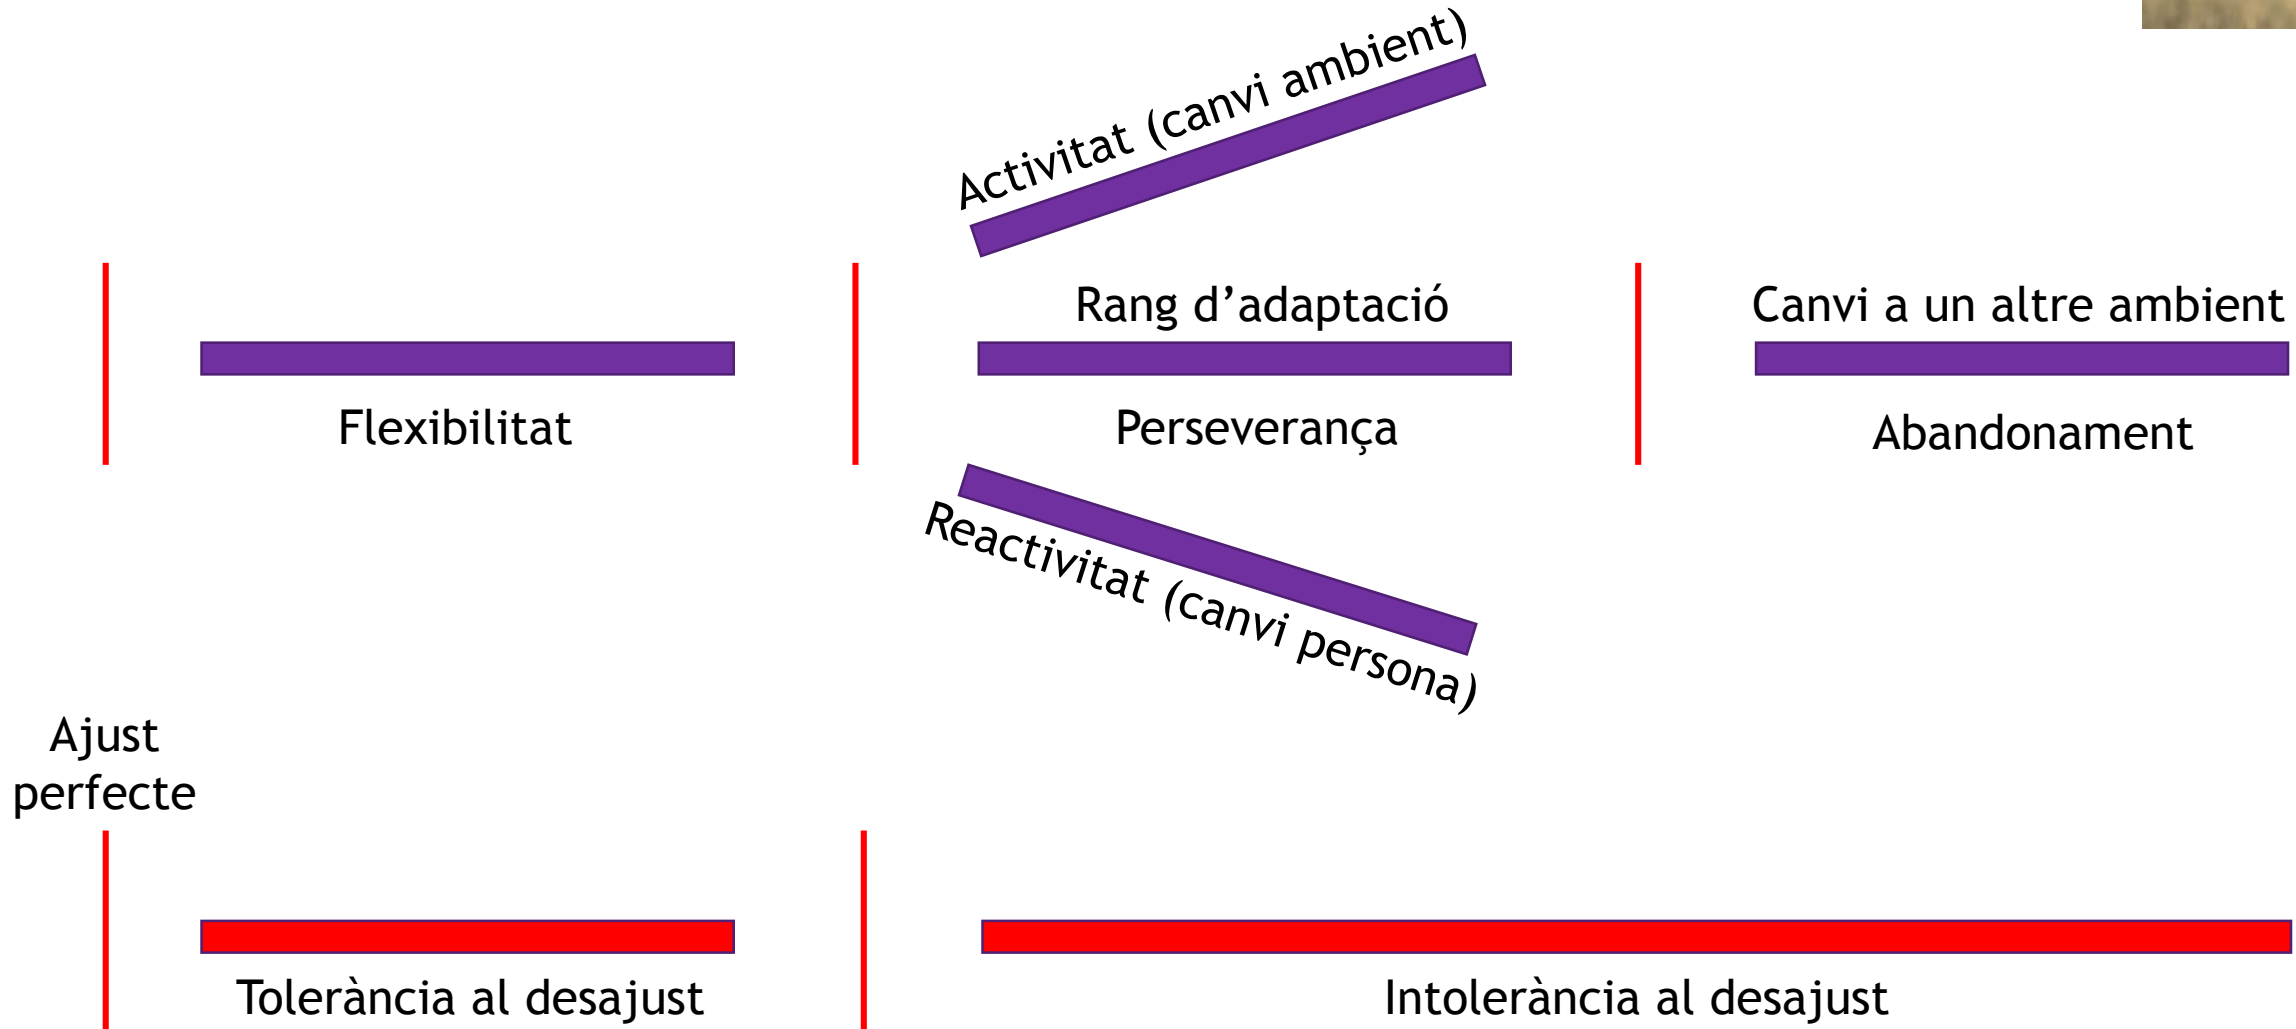 Activitat (canvi ambient)
Rang d’adaptació
Canvi a un altre ambient
Flexibilitat
Perseverança
Abandonament
Reactivitat (canvi persona)
Ajust
perfecte
Tolerància al desajust
Intolerància al desajust